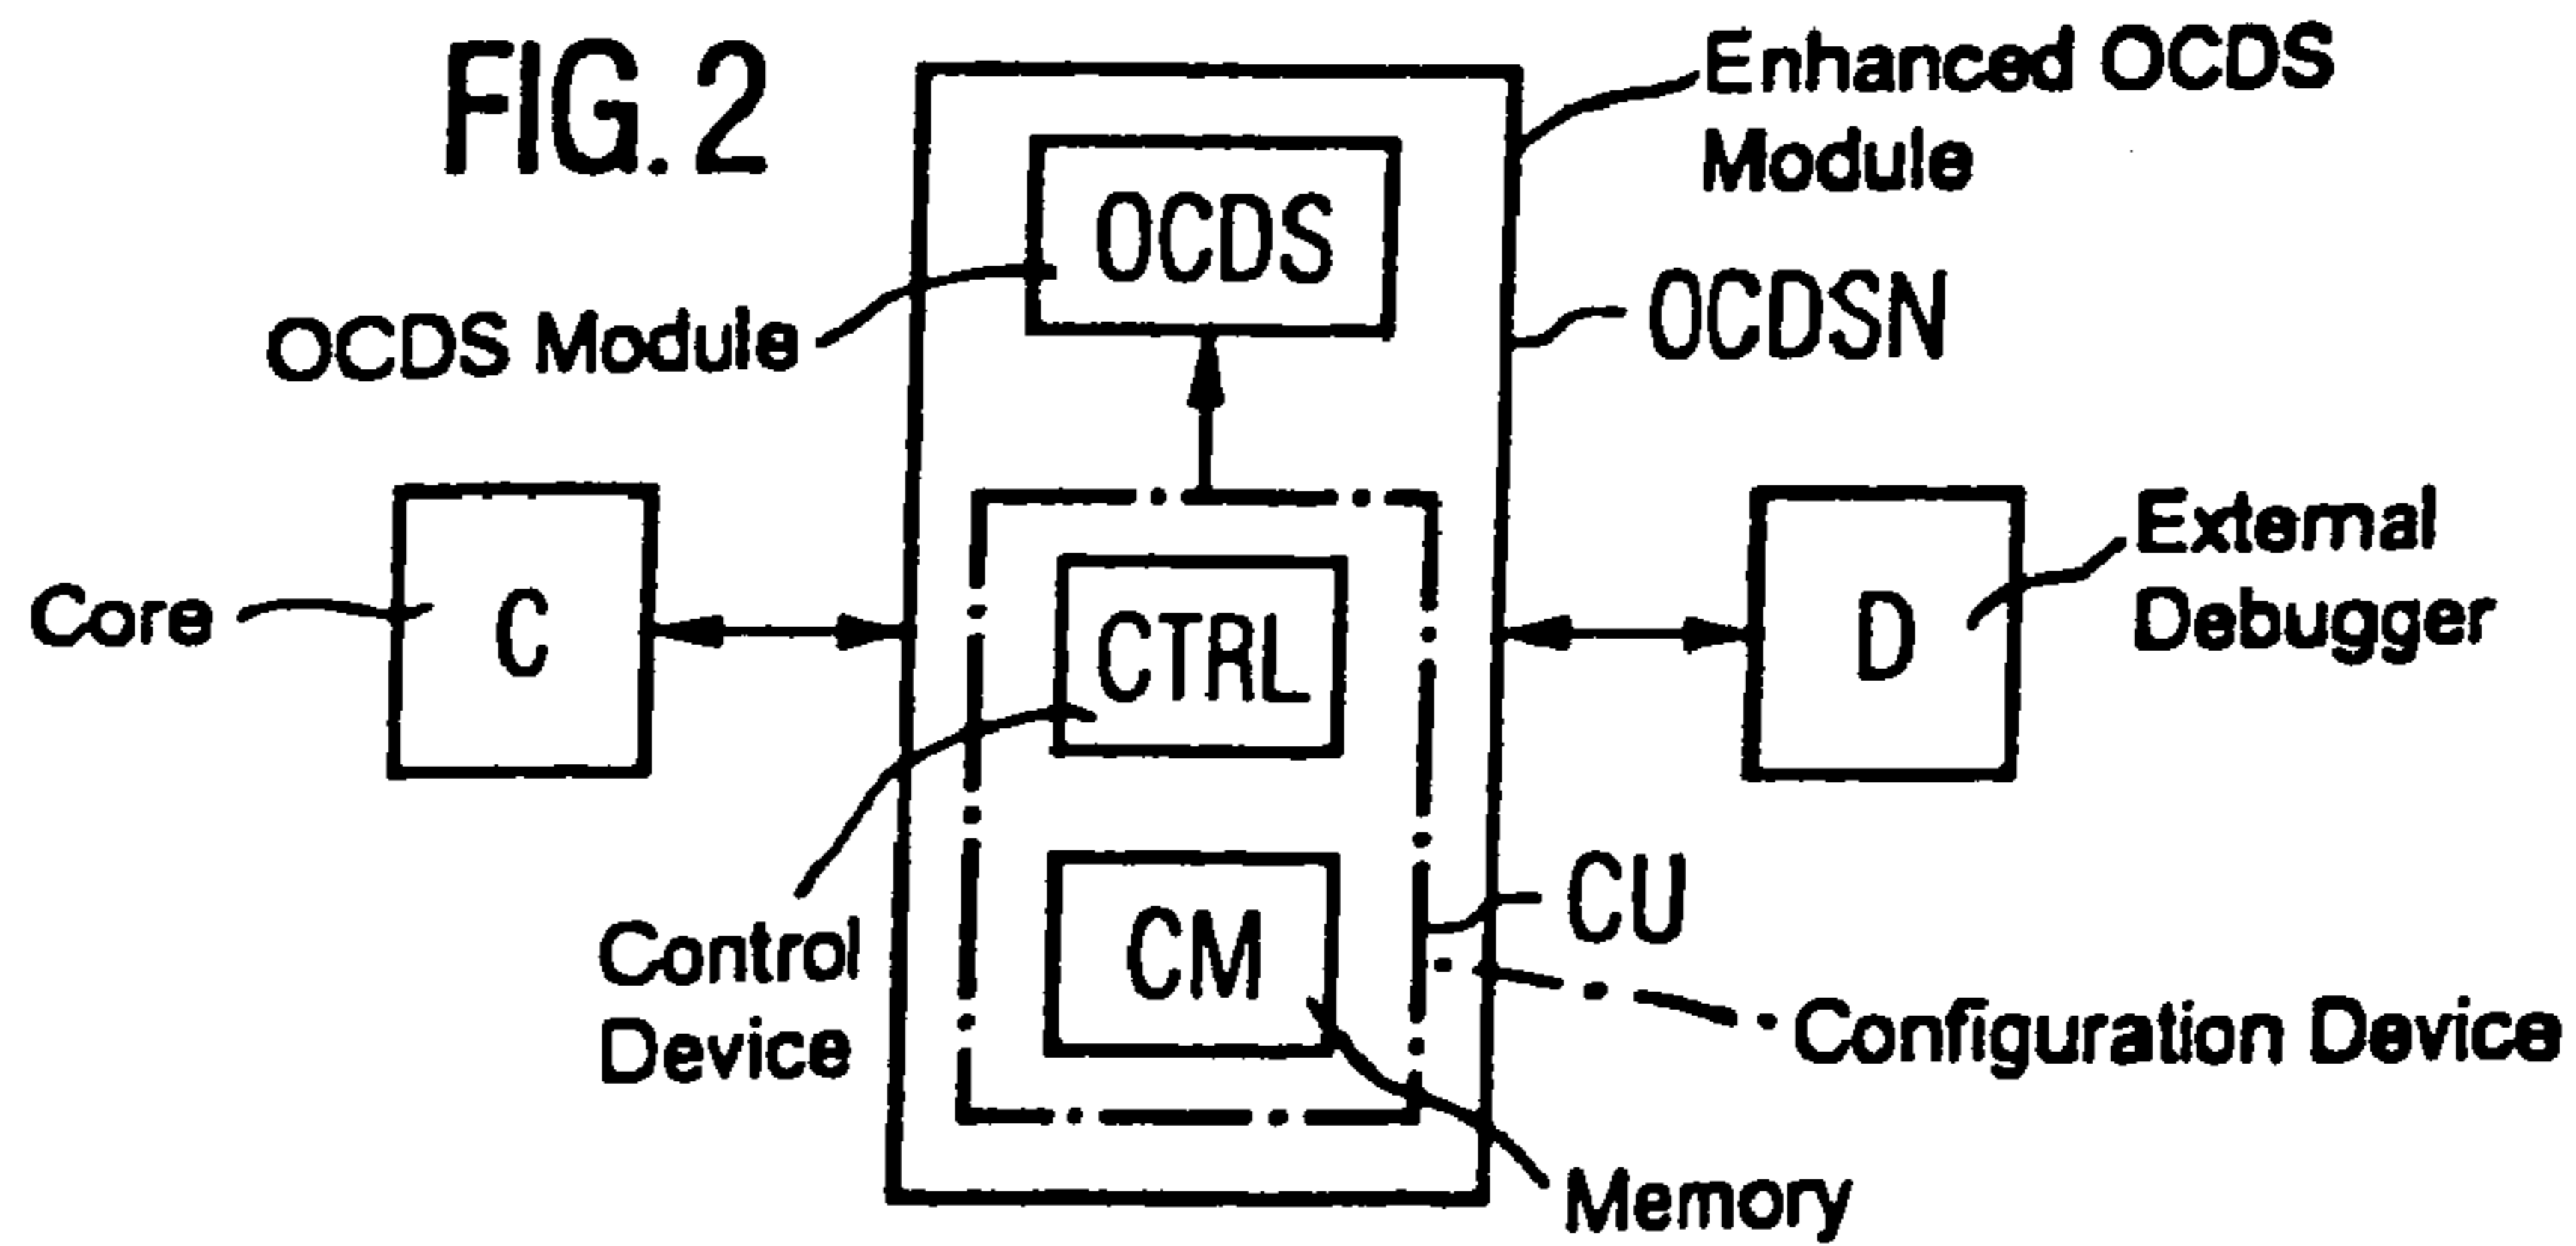 FIG. 2
Enhanced OCDS
Module
OCDS
OCDS Module
OCDSN
Core
C
CTRL
D
External
Debugger
Control
Device
CM
CU
Configuration Device
Memory